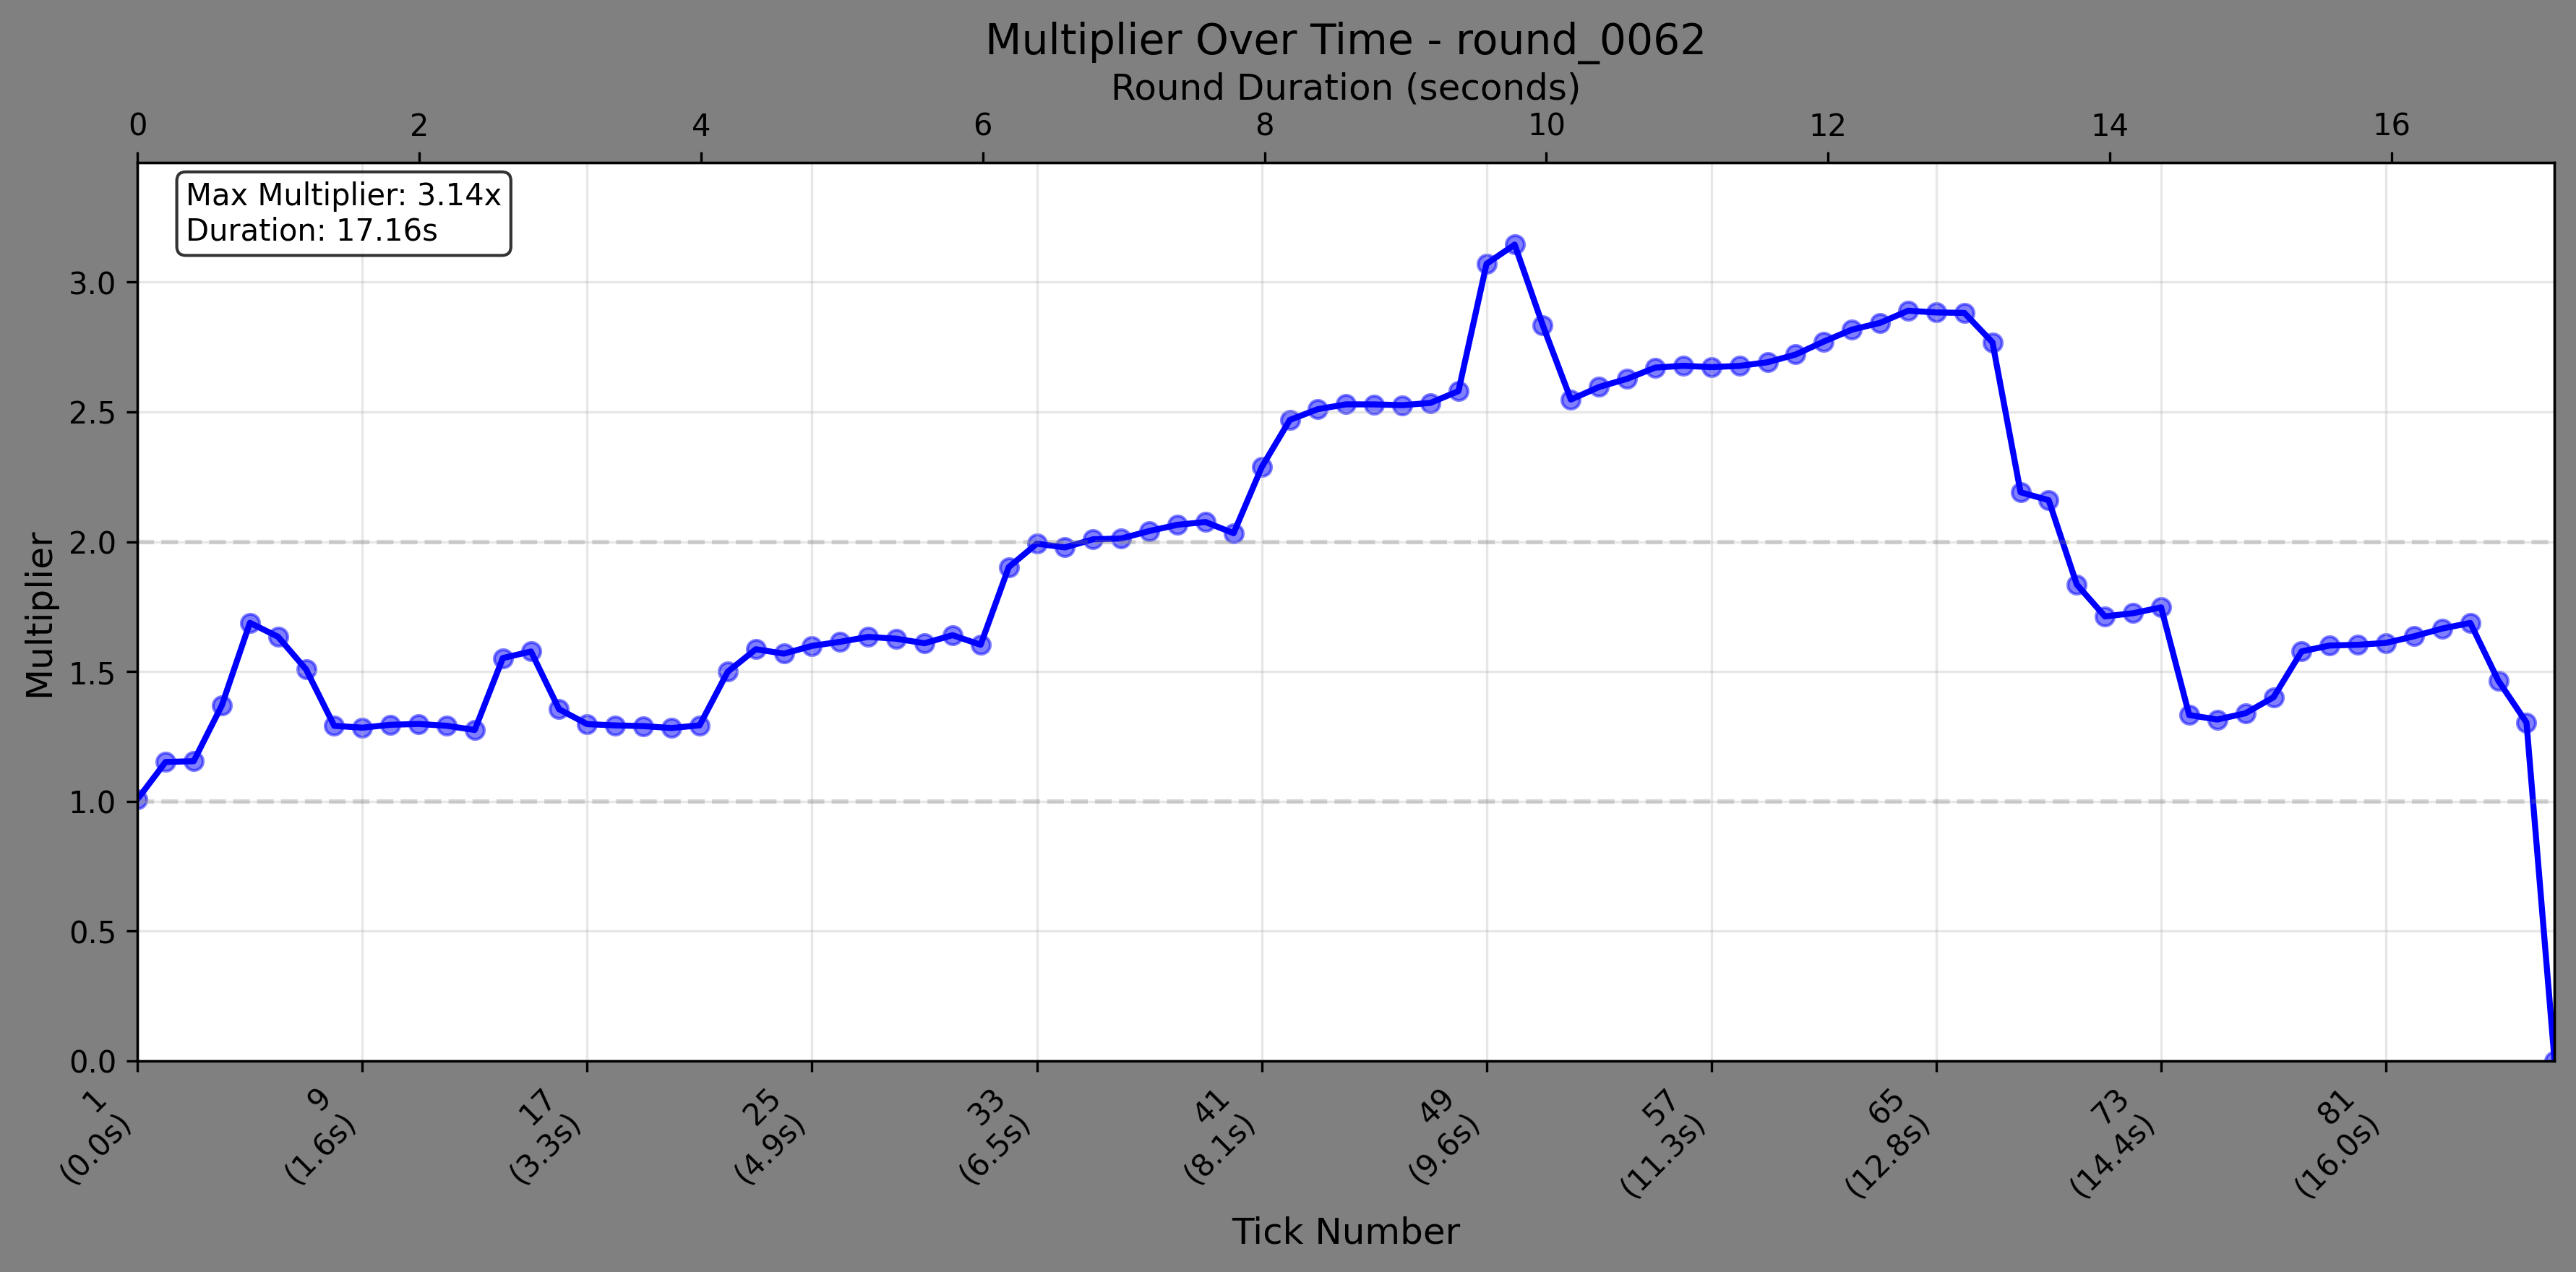 Multiplier Over Time - round_0062
Round Duration (seconds)
0 2 4 6 8 10 12 14 16
Max Multiplier: 3.14x
Duration: 17.16s
Multiplier
3.0
2.5
2.0
1.5
1.0
0.5
0.0
1
(0.0s)
9
(1.6s)
17
(3.3s)
25
(4.9s)
33
(6.5s)
41
(8.1s)
49
(9.6s)
57
(11.3s)
65
(12.8s)
73
(14.4s)
81
(16.0s)
Tick Number